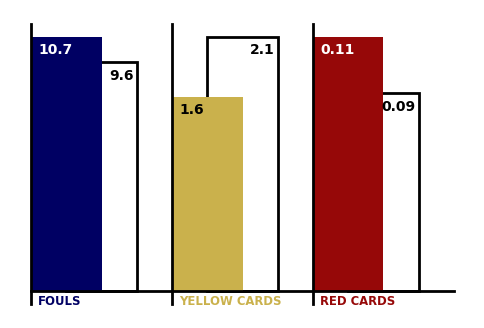 10.7
9.6
2.1
1.6
0.11
0.09
FOULS
YELLOW CARDS
RED CARDS